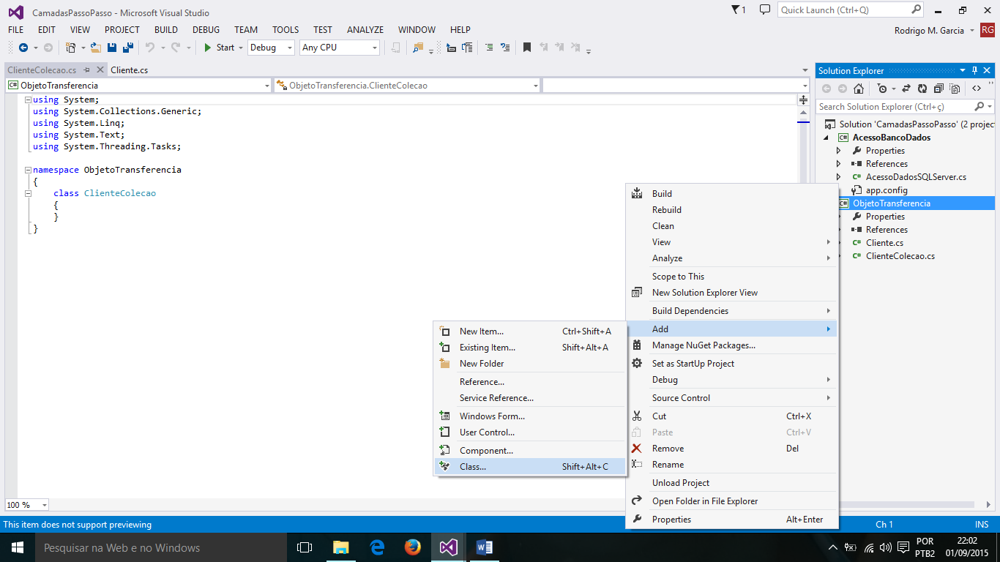 CamadasPassoPasso - Microsoft Visual Studio
1
Quick Launch (Ctrl+Q)
FILE EDIT VIEW PROJECT BUILD DEBUG TEAM TOOLS TEST ANALYZE WINDOW HELP
Rodrigo M. Garcia RG
Start Debug Any CPU
ClienteColecao.cs Cliente.cs
C# ObjetoTransferencia ObjetoTransferencia.ClienteColecao
using System;
using System.Collections.Generic;
using System.Linq;
using System.Text;
using System.Threading.Tasks;
namespace ObjetoTransferencia
{
class ClienteColecao
{
}
}
100 %
Solution Explorer
Search Solution Explorer (Ctrl+ç)
Solution 'CamadasPassoPasso' (2 projec
C# AcessoBancoDados
Properties
References
C# AcessoDadosSQLServer.cs
app.config
C# ObjetoTransferencia
Properties
References
C# Cliente.cs
C# ClienteColecao.cs
Build
Rebuild
Clean
View
Analyze
Scope to This
New Solution Explorer View
Build Dependencies
Add
Manage NuGet Packages...
Set as StartUp Project
Debug
Source Control
Cut Ctrl+X
Paste Ctrl+V
Remove Del
Rename
Unload Project
Open Folder in File Explorer
Properties Alt+Enter
New Item... Ctrl+Shift+A
Existing Item... Shift+Alt+A
New Folder
Reference...
Service Reference...
Windows Form...
User Control...
Component...
Class... Shift+Alt+C
This item does not support previewing
Ch 1 INS
Pesquisar na Web e no Windows
POR
PTB2
22:02
01/09/2015